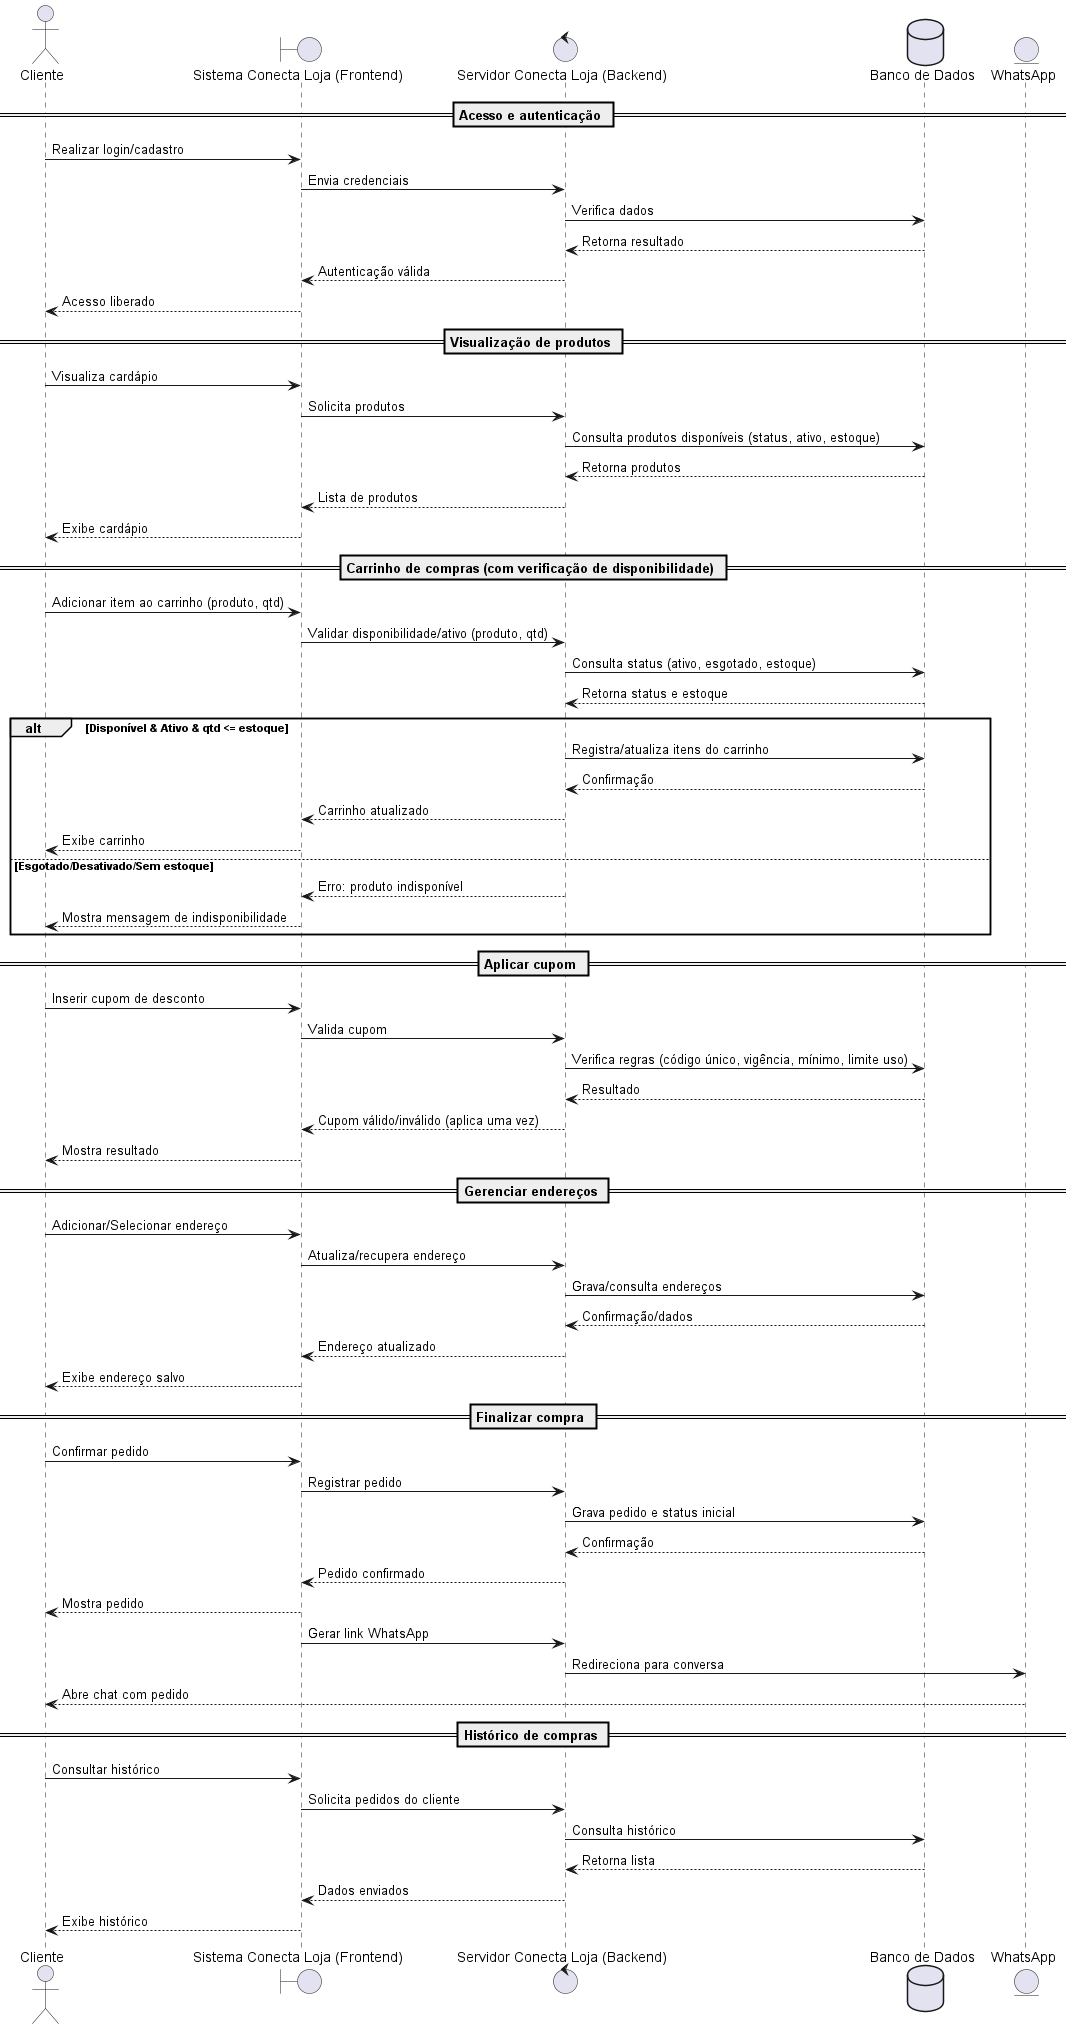 Cliente
Sistema Conecta Loja (Frontend)
Servidor Conecta Loja (Backend)
Banco de Dados
WhatsApp
Acesso e autenticação
Realizar login/cadastro
Envia credenciais
Verifica dados
Retorna resultado
Autenticação válida
Acesso liberado
Visualização de produtos
Visualiza cardápio
Solicita produtos
Consulta produtos disponíveis (status, ativo, estoque)
Retorna produtos
Lista de produtos
Exibe cardápio
Carrinho de compras (com verificação de disponibilidade)
Adicionar item ao carrinho (produto, qtd)
Validar disponibilidade/ativo (produto, qtd)
Consulta status (ativo, esgotado, estoque)
Retorna status e estoque
alt
[Disponível & Ativo & qtd <= estoque]
Registra/atualiza itens do carrinho
Confirmação
Carrinho atualizado
Exibe carrinho
[Esgotado/Desativado/Sem estoque]
Erro: produto indisponível
Mostra mensagem de indisponibilidade
Aplicar cupom
Inserir cupom de desconto
Valida cupom
Verifica regras (código único, vigência, mínimo, limite uso)
Resultado
Cupom válido/inválido (aplica uma vez)
Mostra resultado
Gerenciar endereços
Adicionar/Selecionar endereço
Atualiza/recupera endereço
Grava/consulta endereços
Confirmação/dados
Endereço atualizado
Exibe endereço salvo
Finalizar compra
Confirmar pedido
Registrar pedido
Grava pedido e status inicial
Confirmação
Pedido confirmado
Mostra pedido
Gerar link WhatsApp
Redireciona para conversa
Abre chat com pedido
Histórico de compras
Consultar histórico
Solicita pedidos do cliente
Consulta histórico
Retorna lista
Dados enviados
Exibe histórico
Cliente
Sistema Conecta Loja (Frontend)
Servidor Conecta Loja (Backend)
Banco de Dados
WhatsApp